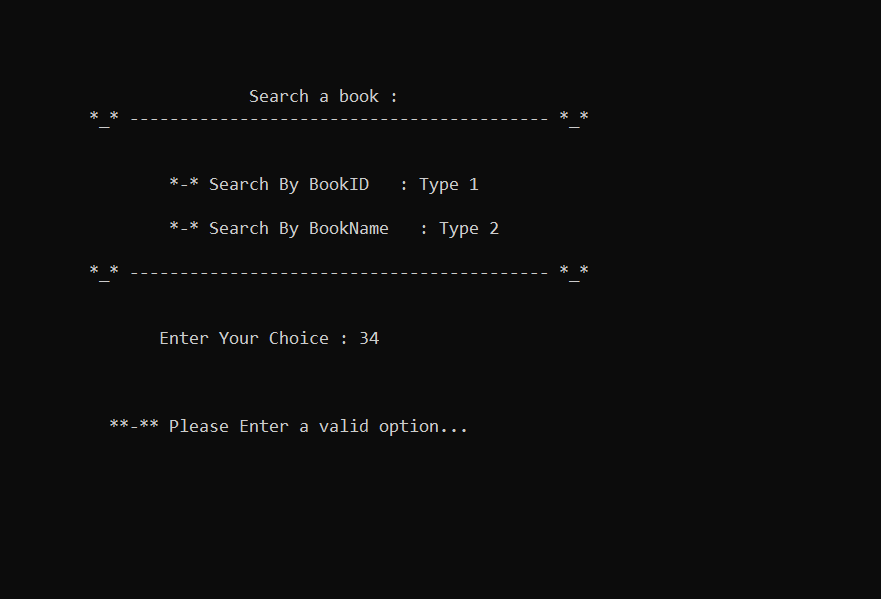 Search a book :
*_* ------------------------------------------ *_*
*-* Search By BookID   : Type 1
*-* Search By BookName   : Type 2
*_* ------------------------------------------ *_*
Enter Your Choice : 34
**-** Please Enter a valid option...